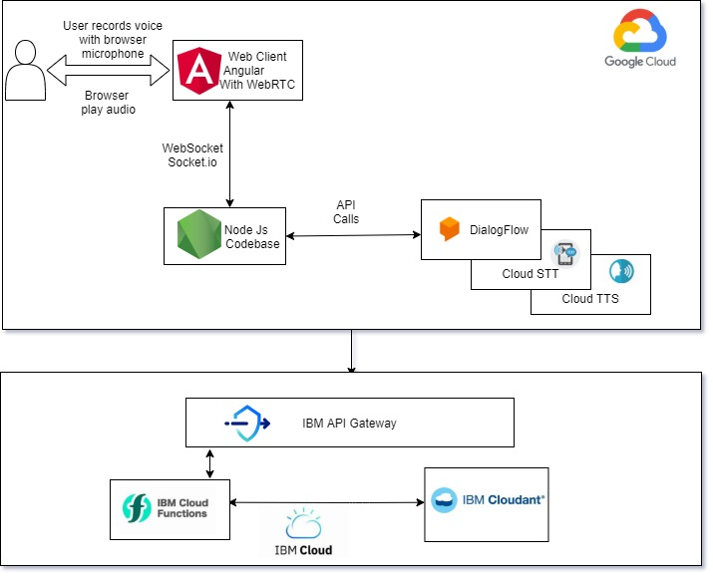 User records voice
with browser
microphone
Browser
play audio
Web Client
Angular
With WebRTC
Google Cloud
WebSocket
Socket.io
Node Js
Codebase
API
Calls
DialogFlow
Cloud STT
Cloud TTS
IBM API Gateway
IBM Cloud
Functions
IBM Cloud
IBM Cloudant®